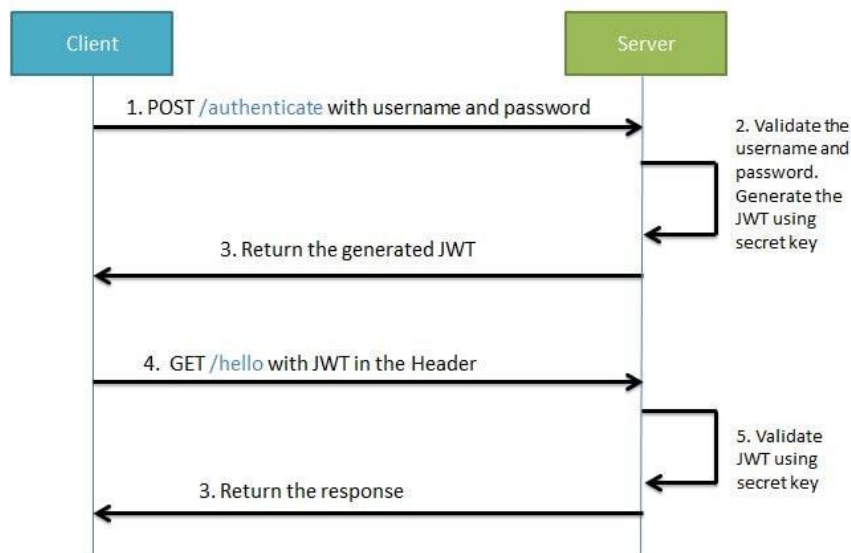 Client
Server
1. POST /authenticate with username and password
2. Validate the
username and
password.
Generate the
JWT using
secret key
3. Return the generated JWT
4. GET /hello with JWT in the Header
5. Validate
JWT using
secret key
3. Return the response